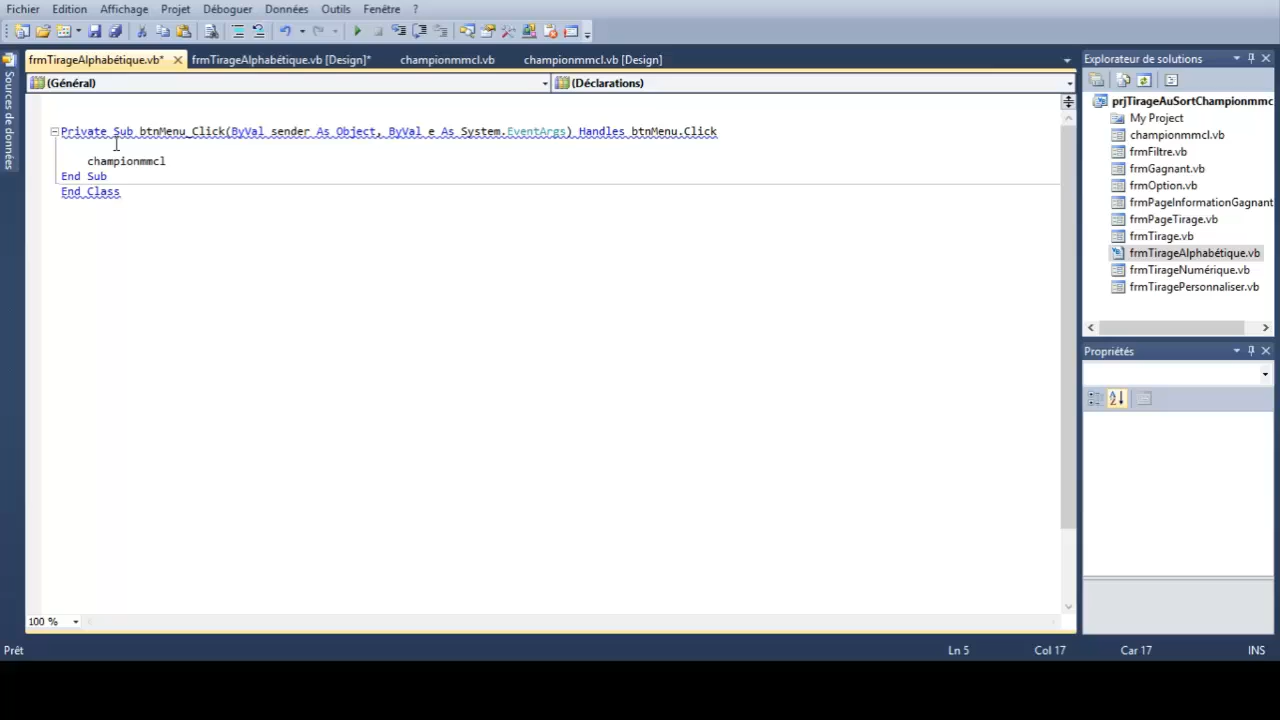 Fichier Edition Affichage Projet Déboguer Données Outils Fenêtre ?
frmTirageAlphabétique.vb* frmTirageAlphabétique.vb [Design]* championmmcl.vb championmmcl.vb [Design]
(Général) (Déclarations)
Sources de données
Private Sub btnMenu_Click(ByVal sender As Object, ByVal e As System.EventArgs) Handles btnMenu.Click
championmmcl
End Sub
End Class
100 %
Explorateur de solutions
prjTirageAuSortChampionmmc
My Project
championmmcl.vb
frmFiltre.vb
frmGagnant.vb
frmOption.vb
frmPageInformationGagnant
frmPageTirage.vb
frmTirage.vb
frmTirageAlphabétique.vb
frmTirageNumérique.vb
frmTiragePersonnaliser.vb
Propriétés
Prêt Ln 5 Col 17 Car 17 INS